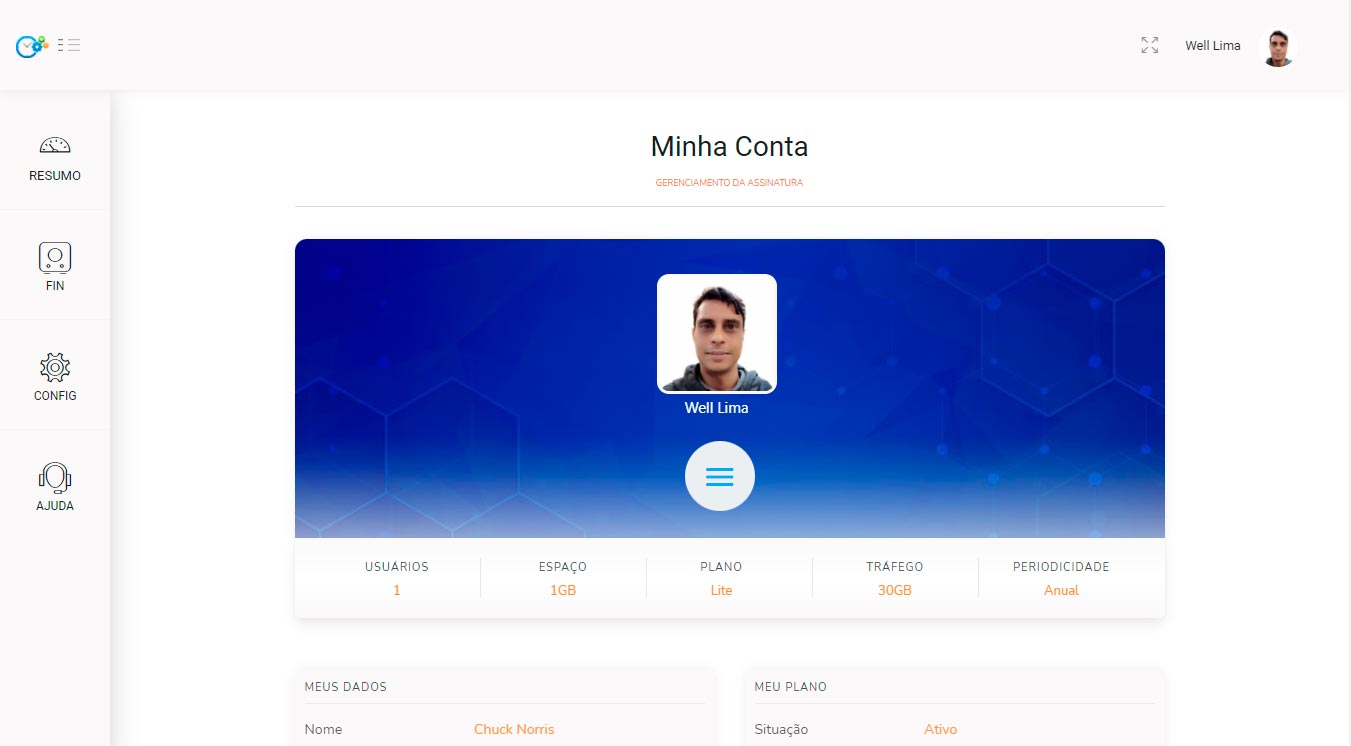 Well Lima
RESUMO
FIN
CONFIG
AJUDA
Minha Conta
GERENCIAMENTO DA ASSINATURA
Well Lima
USUÁRIOS
1
ESPAÇO
1GB
PLANO
Lite
TRÁFEGO
30GB
PERIODICIDADE
Anual
MEUS DADOS
Nome Chuck Norris
MEU PLANO
Situação Ativo